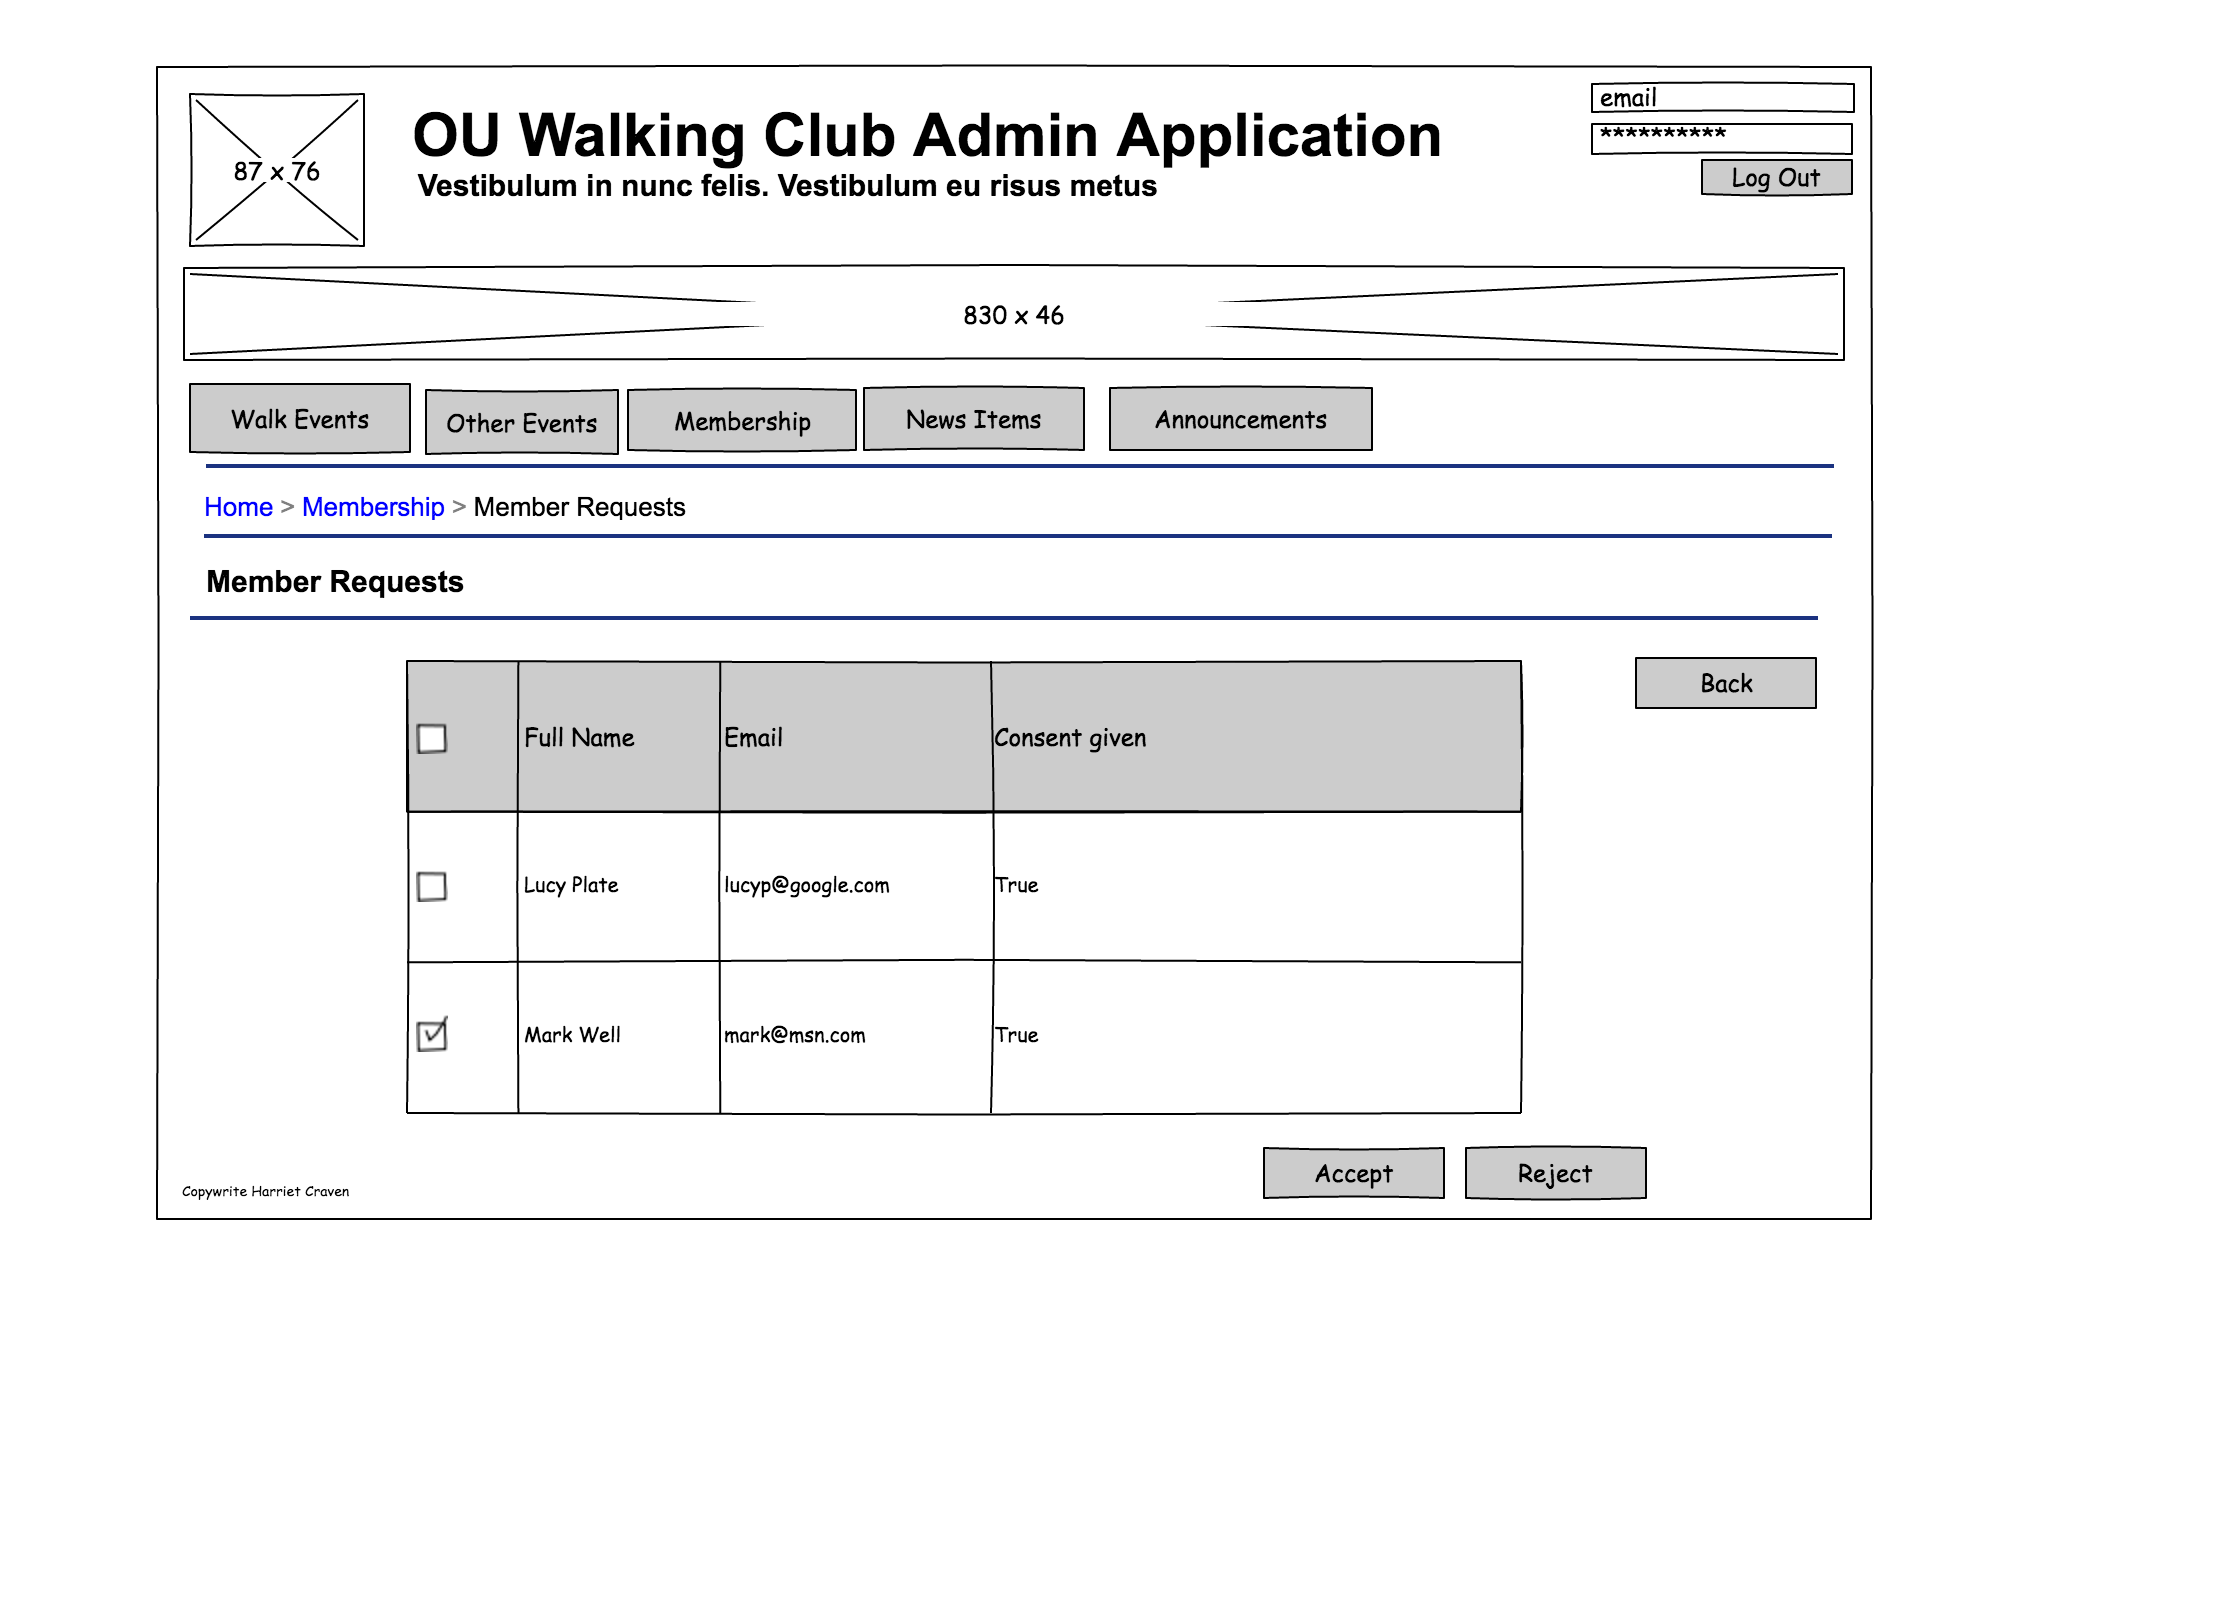 OU Walking Club Admin Application
Vestibulum in nunc felis. Vestibulum eu risus metus
email
**********
Log Out
87 x 76
830 x 46
Walk Events
Other Events
Membership
News Items
Announcements
Home > Membership > Member Requests
Member Requests
Back
Full Name Email Consent given
Lucy Plate lucyp@google.com True
Mark Well mark@msn.com True
Accept
Reject
Copywrite Harriet Craven